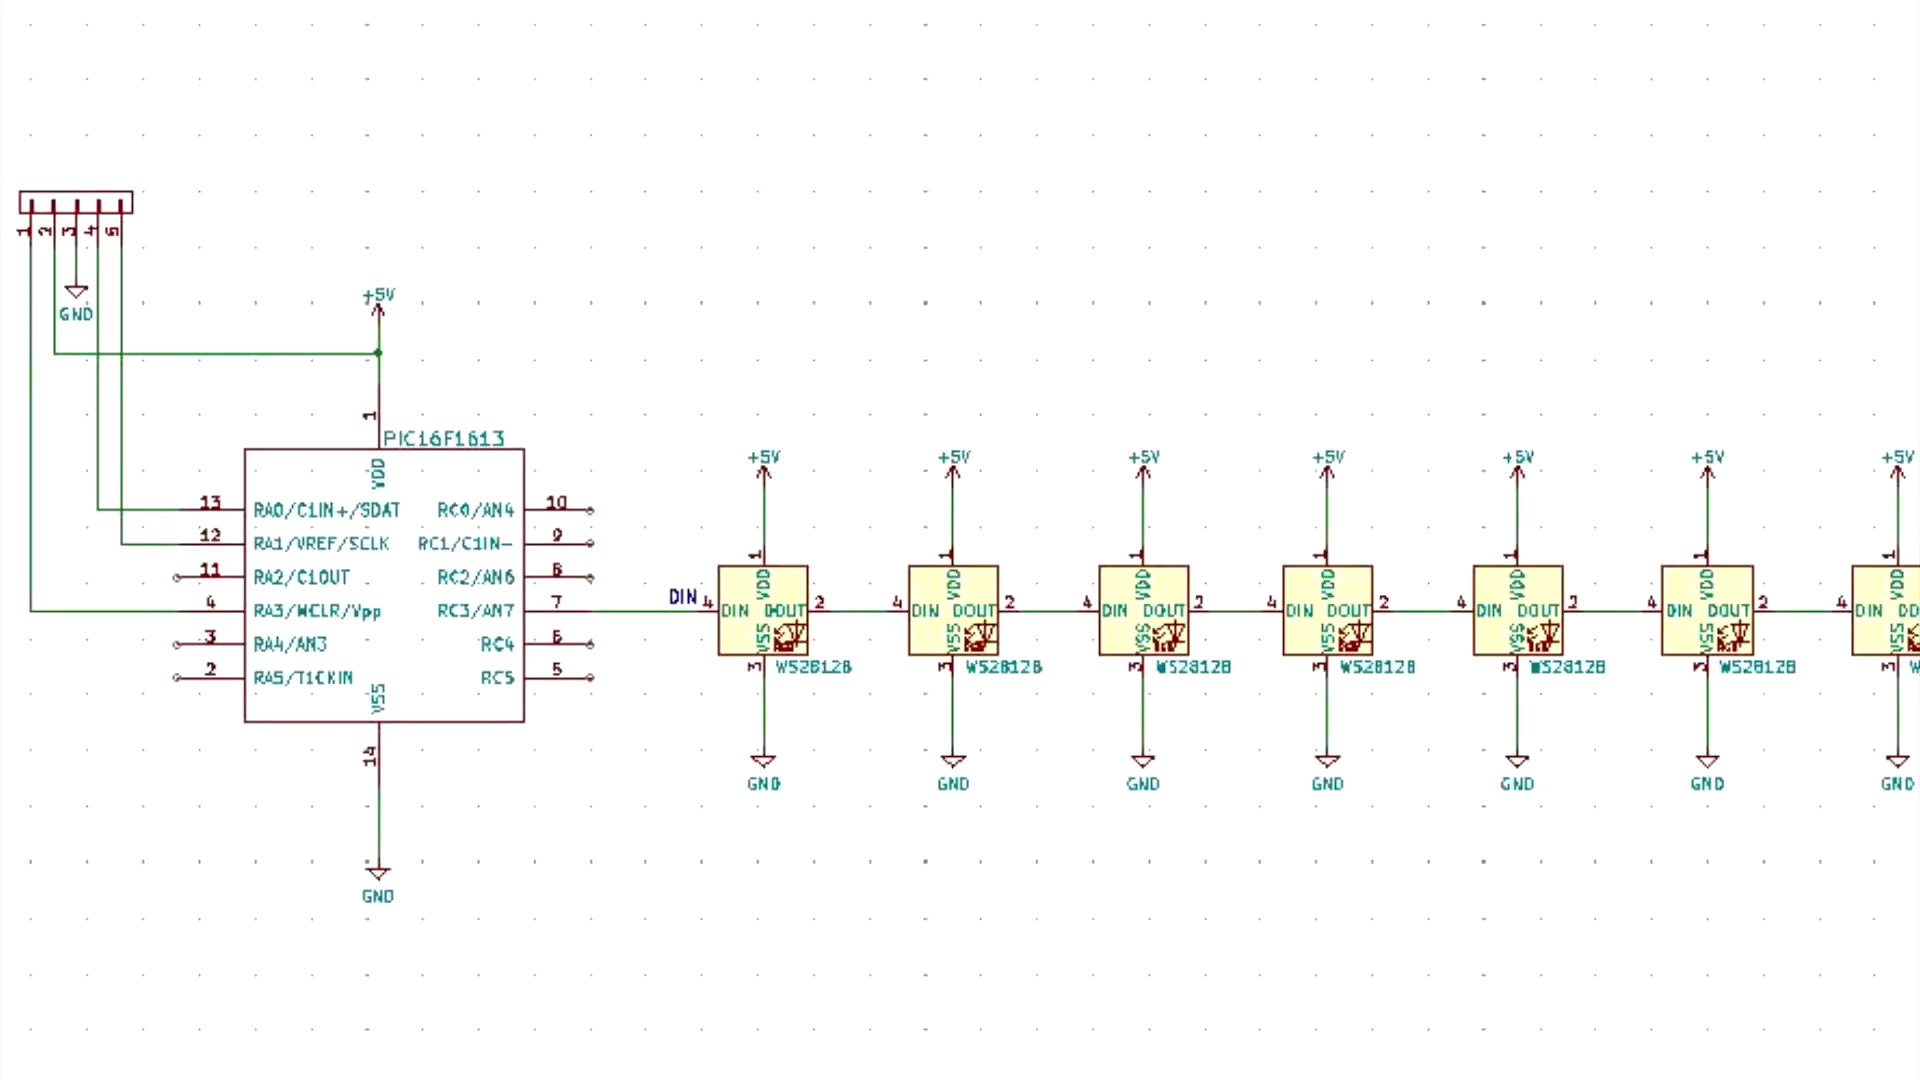 1 2 3 4 5
GND
+5V
1
PIC16F1613
VDD
13 RA0/C1IN+/SDAT RC0/AN4 10
12 RA1/VREF/SCLK RC1/C1IN- 9
11 RA2/C1OUT RC2/AN6 8
4 RA3/MCLR/Vpp RC3/AN7 7
3 RA4/AN3 RC4 6
2 RA5/T1CKIN RC5 5
VSS
14
GND
+5V +5V +5V +5V +5V +5V +5V
1 1 1 1 1 1 1
VDD VDD VDD VDD VDD VDD VDD
DIN 4 DIN DOUT 2 4 DIN DOUT 2 4 DIN DOUT 2 4 DIN DOUT 2 4 DIN DOUT 2 4 DIN DOUT 2 4 DIN DO
VSS VSS VSS VSS VSS VSS VSS
3 WS2812B 3 WS2812B 3 WS2812B 3 WS2812B 3 WS2812B 3 WS2812B 3 W
GND GND GND GND GND GND GND